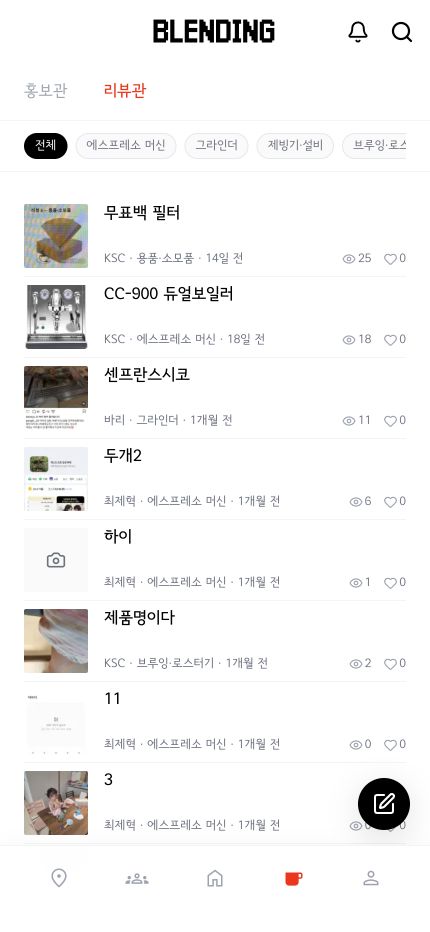 BLENDING
홍보관 리뷰관
전체 에스프레소 머신 그라인더 제빙기·설비 브루잉·로스
무표백 필터
KSC · 용품·소모품 · 14일 전 25 0
CC-900 듀얼보일러
KSC · 에스프레소 머신 · 18일 전 18 0
센프란스시코
바리 · 그라인더 · 1개월 전 11 0
두개2
최제혁 · 에스프레소 머신 · 1개월 전 6 0
하이
최제혁 · 에스프레소 머신 · 1개월 전 1 0
제품명이다
KSC · 브루잉·로스터기 · 1개월 전 2 0
11
최제혁 · 에스프레소 머신 · 1개월 전 0 0
3
최제혁 · 에스프레소 머신 · 1개월 전